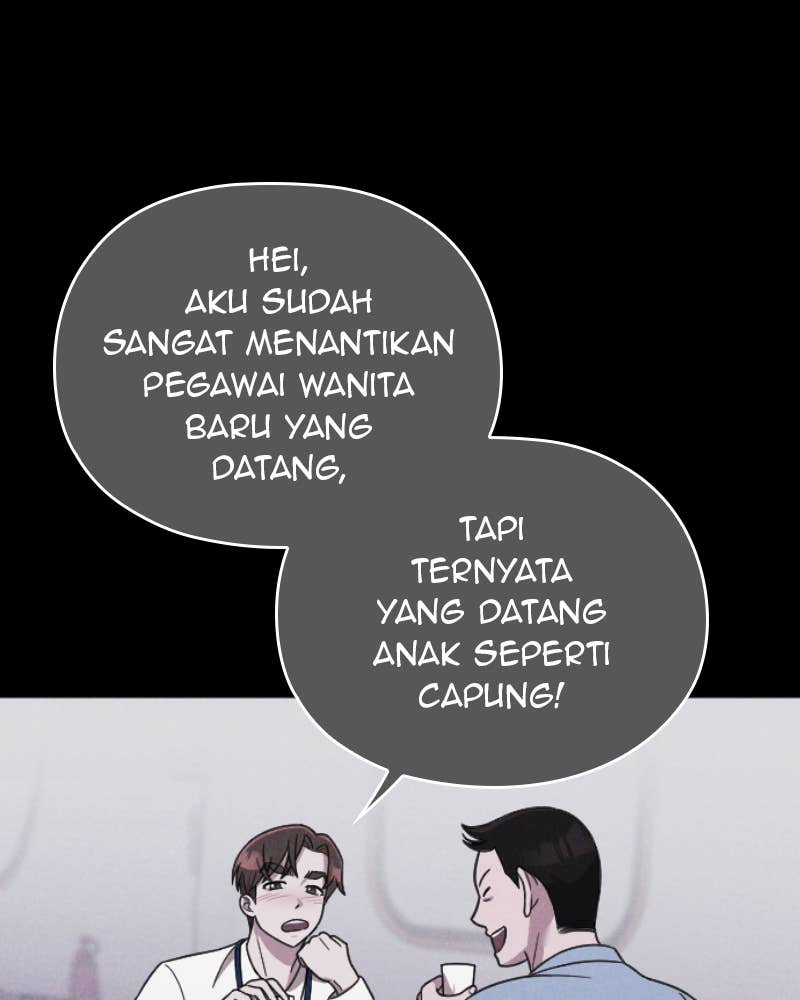 HEI,
AKU SUDAH
SANGAT MENANTIKAN
PEGAWAI WANITA
BARU YANG
DATANG,
TAPI
TERNYATA
YANG DATANG
ANAK SEPERTI
CAPUNG!